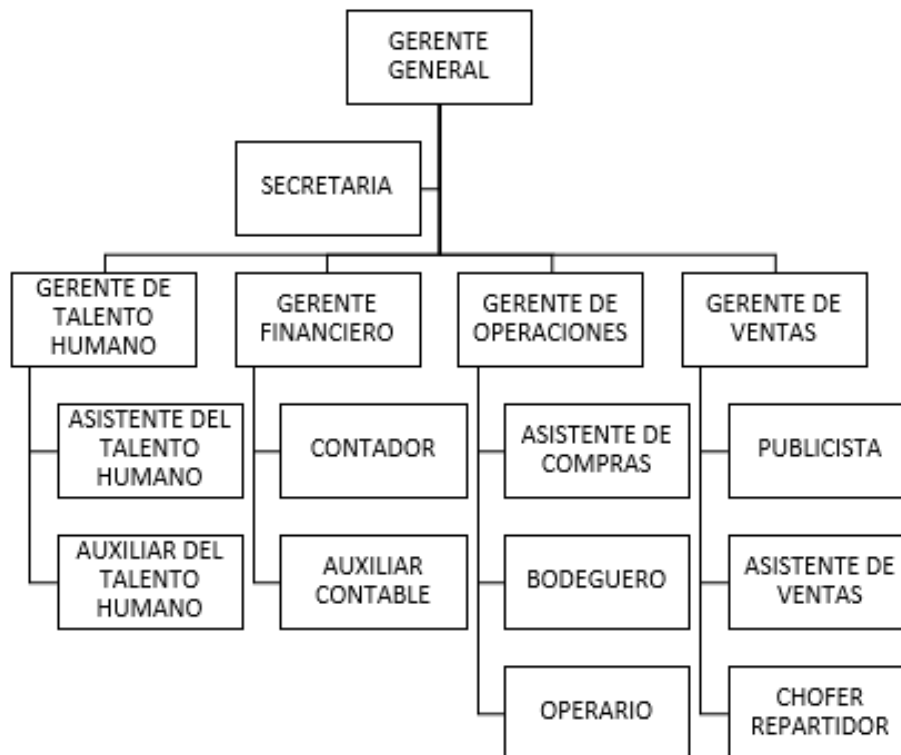 GERENTE
GENERAL
SECRETARIA
GERENTE DE
TALENTO
HUMANO
GERENTE
FINANCIERO
GERENTE DE
OPERACIONES
GERENTE DE
VENTAS
ASISTENTE DEL
TALENTO
HUMANO
CONTADOR
ASISTENTE DE
COMPRAS
PUBLICISTA
AUXILIAR DEL
TALENTO
HUMANO
AUXILIAR
CONTABLE
BODEGUERO
ASISTENTE DE
VENTAS
OPERARIO
CHOFER
REPARTIDOR